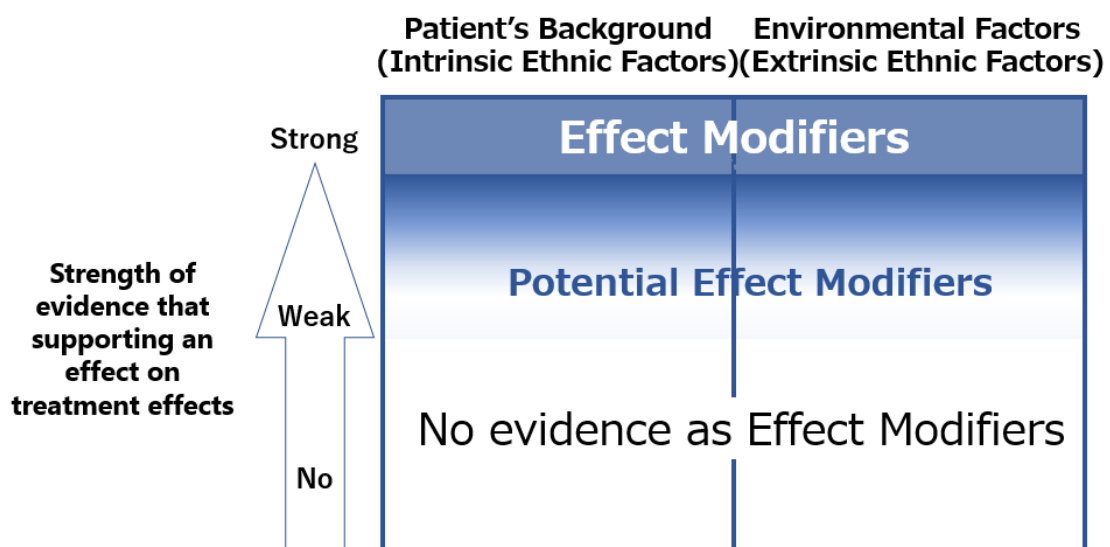 Patient’s Background
(Intrinsic Ethnic Factors)
Environmental Factors
(Extrinsic Ethnic Factors)
Strong
Effect Modifiers
Strength of
evidence that
supporting an
effect on
treatment effects
Weak
Potential Effect Modifiers
No evidence as Effect Modifiers
No